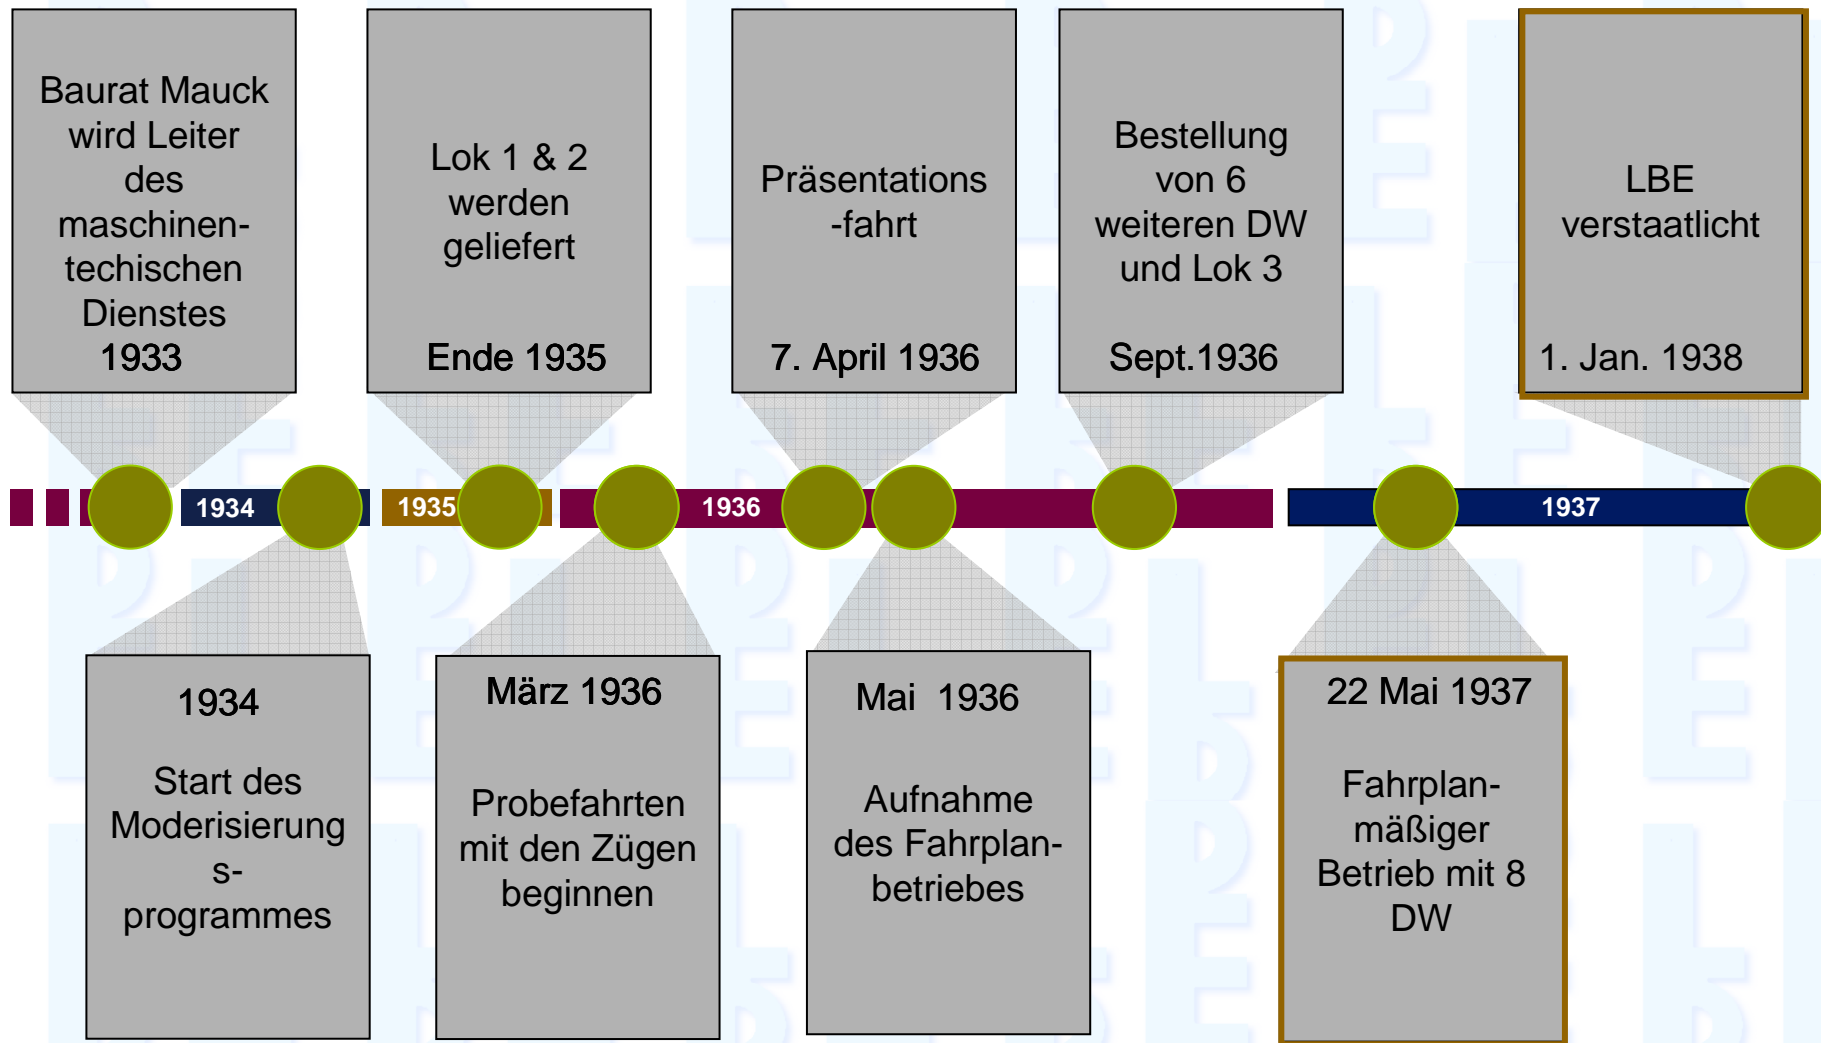 Baurat Mauck
wird Leiter
des
maschinen-
techischen
Dienstes
1933
Lok 1 & 2
werden
geliefert
Ende 1935
Präsentations
-fahrt
7. April 1936
Bestellung
von 6
weiteren DW
und Lok 3
Sept.1936
LBE
verstaatlicht
1. Jan. 1938
1934
1935
1936
1937
1934
Start des
Moderisierung
s-
programmes
März 1936
Probefahrten
mit den Zügen
beginnen
Mai 1936
Aufnahme
des Fahrplan-
betriebes
22 Mai 1937
Fahrplan-
mäßiger
Betrieb mit 8
DW